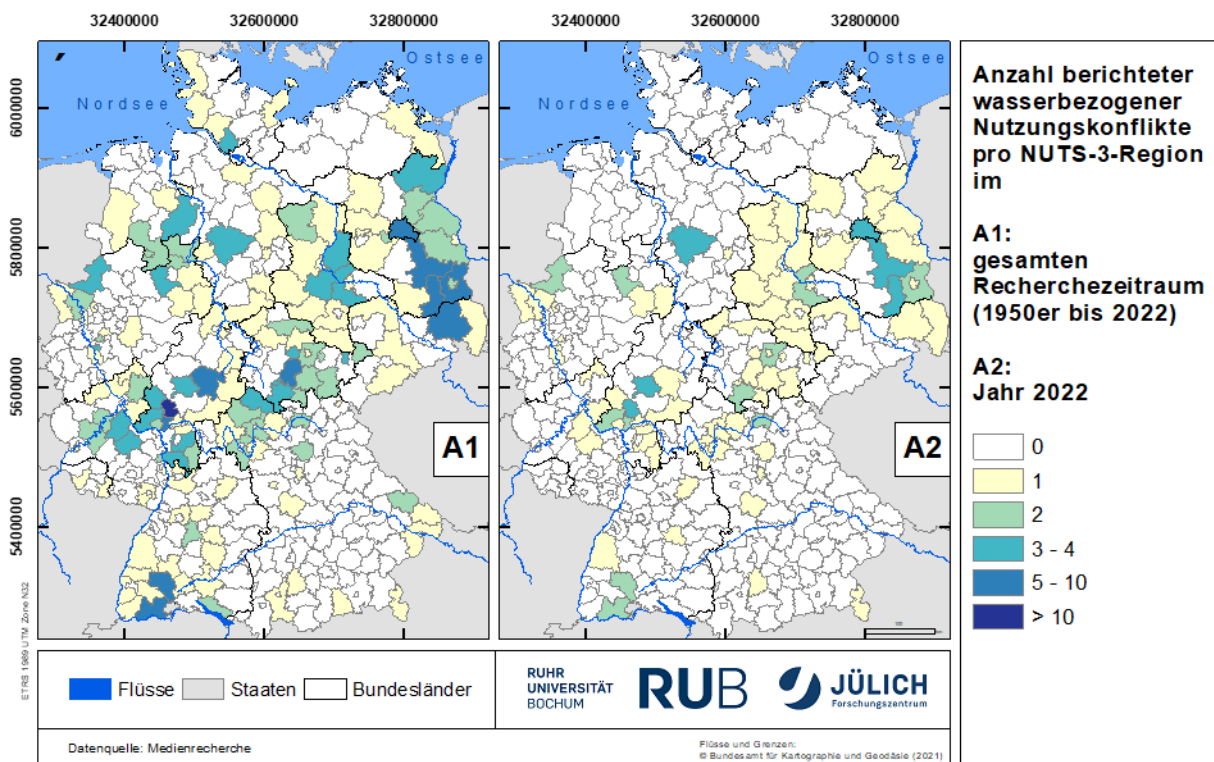 32400000 32600000 32800000
32400000 32600000 32800000
6000000
5800000
5600000
5400000
Nordsee
Ostsee
A1
Nordsee
Ostsee
A2
Anzahl berichteter
wasserbezogener
Nutzungskonflikte
pro NUTS-3-Region
im
A1:
gesamten
Recherchezeitraum
(1950er bis 2022)
A2:
Jahr 2022
0
1
2
3 - 4
5 - 10
> 10
ETRS 1989 UTM Zone N32
Flüsse
Staaten
Bundesländer
RUHR
UNIVERSITÄT
BOCHUM
RUB
JÜLICH
Forschungszentrum
Datenquelle: Medienrecherche
Flüsse und Grenzen:
© Bundesamt für Kartographie und Geodäsie (2021)